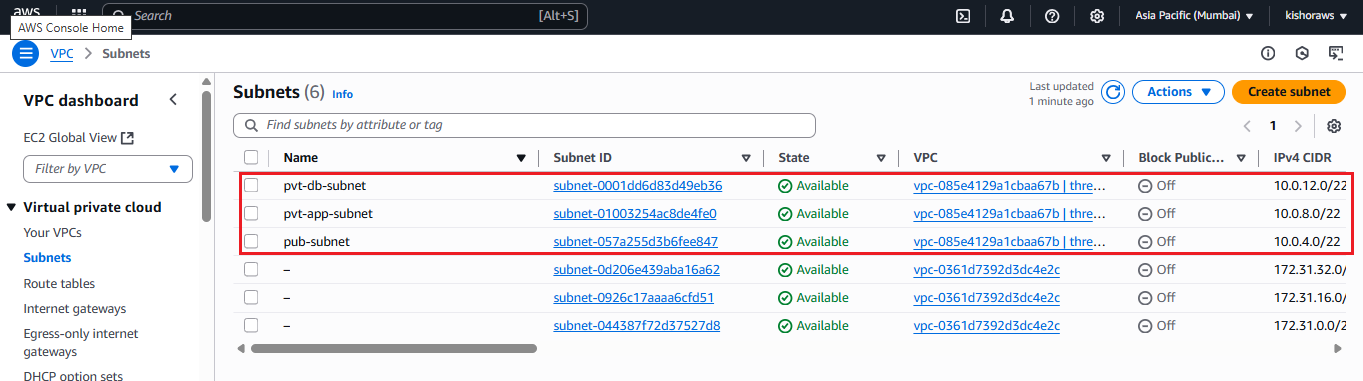 aws
Search [Alt+S] Asia Pacific (Mumbai) kishoraws
AWS Console Home
VPC > Subnets
VPC dashboard
EC2 Global View
Filter by VPC
Virtual private cloud
Your VPCs
Subnets
Route tables
Internet gateways
Egress-only internet
gateways
DHCP option sets
Subnets (6) Info
Last updated
1 minute ago
Actions
Create subnet
Find subnets by attribute or tag
1
Name Subnet ID State VPC Block Public... IPv4 CIDR
pvt-db-subnet subnet-0001dd6d83d49eb36 Available vpc-085e4129a1cbaa67b | thre... Off 10.0.12.0/22
pvt-app-subnet subnet-01003254ac8de4fe0 Available vpc-085e4129a1cbaa67b | thre... Off 10.0.8.0/22
pub-subnet subnet-057a255d3b6fee847 Available vpc-085e4129a1cbaa67b | thre... Off 10.0.4.0/22
– subnet-0d206e439aba16a62 Available vpc-0361d7392d3dc4e2c Off 172.31.32.0/
– subnet-0926c17aaaa6cfd51 Available vpc-0361d7392d3dc4e2c Off 172.31.16.0/
– subnet-044387f72d37527d8 Available vpc-0361d7392d3dc4e2c Off 172.31.0.0/2